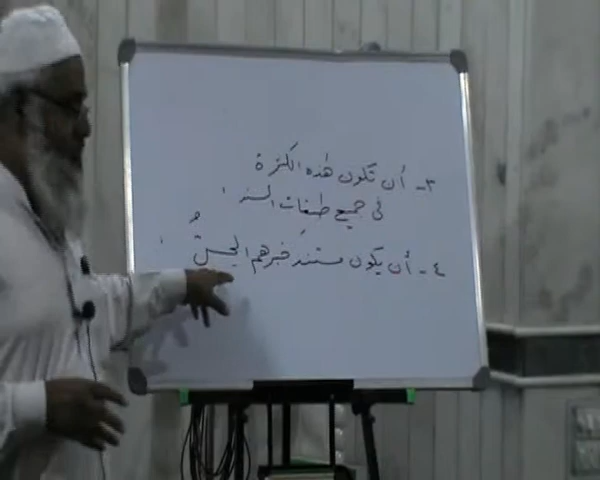 ٣- أن تكون هذه الكثرة
في جميع طبقات السند
٤- أن يكون مستندَ خبرهم الحسُّ